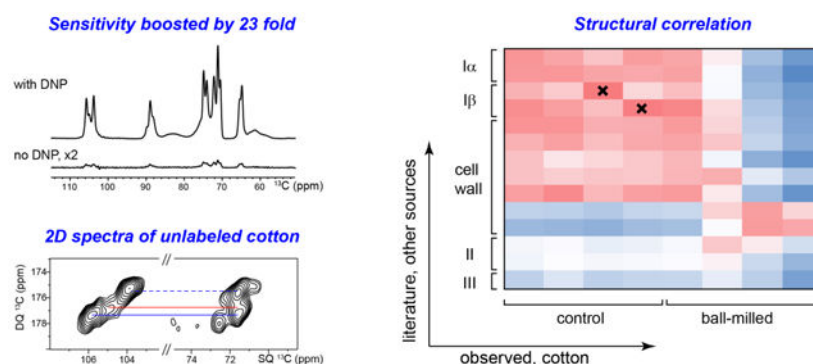 Sensitivity boosted by 23 fold
with DNP
no DNP, x2
110 100 90 80 70 60
¹³C (ppm)
2D spectra of unlabeled cotton
174
176
178
DQ ¹³C (ppm)
106 104 74 72
SQ ¹³C (ppm)
Structural correlation
Iα
Iβ
cell
wall
II
III
literature, other sources
control ball-milled
observed, cotton